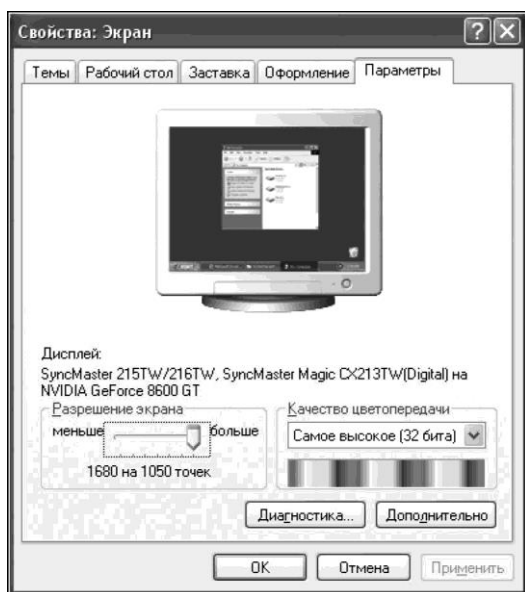 Свойства: Экран
Темы Рабочий стол Заставка Оформление Параметры
Дисплей:
SyncMaster 215TW/216TW, SyncMaster Magic CX213TW(Digital) на
NVIDIA GeForce 8600 GT
Разрешение экрана
меньше больше
1680 на 1050 точек
Качество цветопередачи
Самое высокое (32 бита)
Диагностика... Дополнительно
OK Отмена Применить